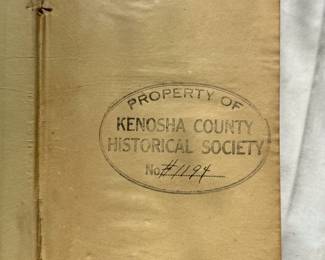 PROPERTY OF
KENOSHA COUNTY
HISTORICAL SOCIETY
No. #1194